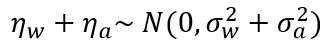 η_w + η_a ~ N(0, σ_w^2 + σ_a^2)